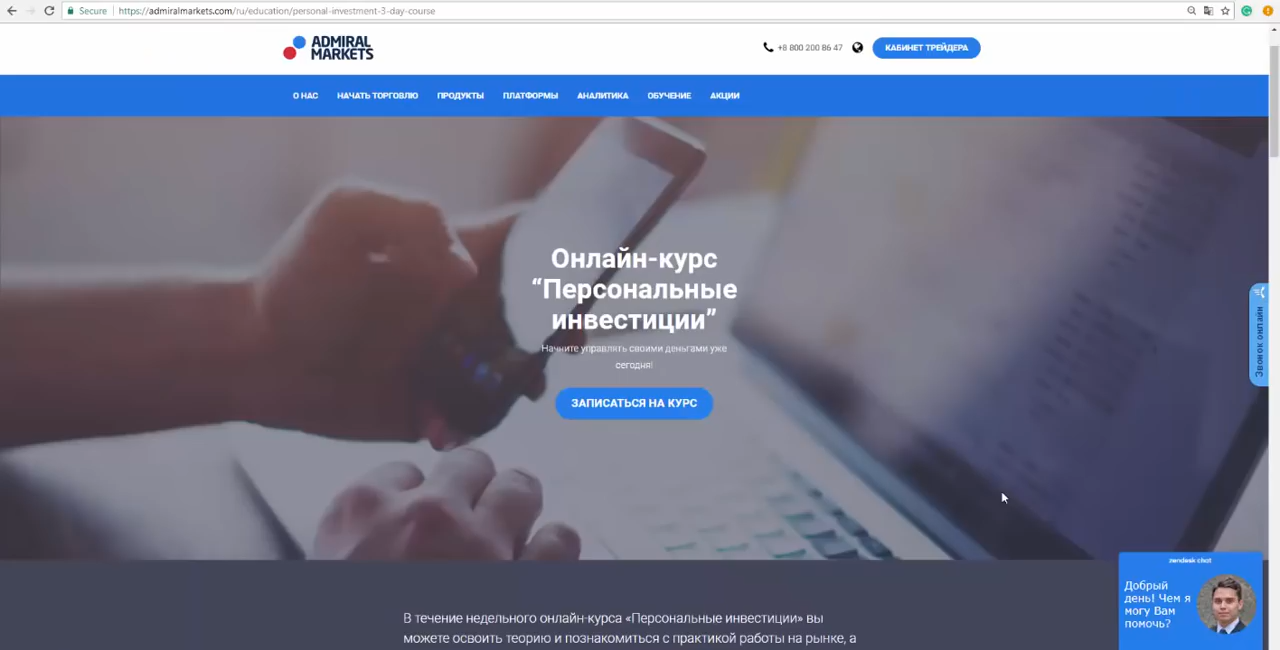 Secure
https://admiralmarkets.com/ru/education/personal-investment-3-day-course
ADMIRAL
MARKETS
+8 800 200 86 47
КАБИНЕТ ТРЕЙДЕРА
О НАС
НАЧАТЬ ТОРГОВЛЮ
ПРОДУКТЫ
ПЛАТФОРМЫ
АНАЛИТИКА
ОБУЧЕНИЕ
АКЦИИ
Онлайн-курс
“Персональные
инвестиции”
Начните управлять своими деньгами уже
сегодня!
ЗАПИСАТЬСЯ НА КУРС
Звонок онлайн
zendesk chat
Добрый
день! Чем я
могу Вам
помочь?
В течение недельного онлайн-курса «Персональные инвестиции» вы
можете освоить теорию и познакомиться с практикой работы на рынке, а